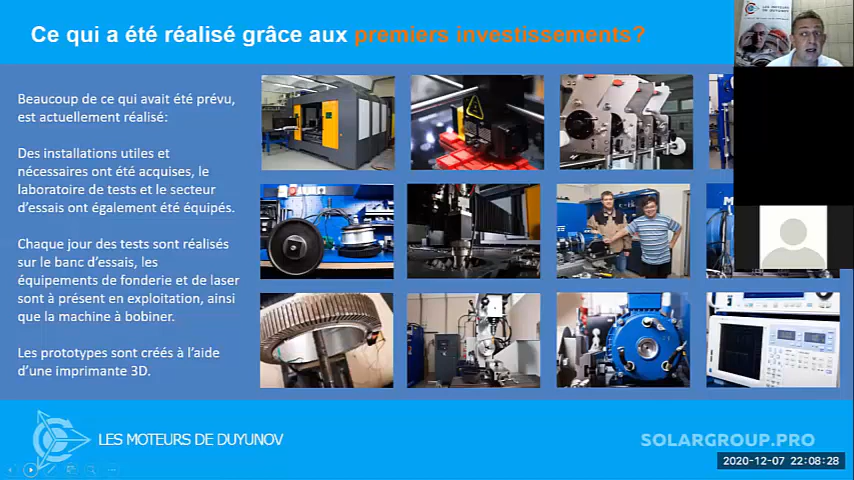 Ce qui a été réalisé grâce aux premiers investissements?
Beaucoup de ce qui avait été prévu,
est actuellement réalisé:
Des installations utiles et
nécessaires ont été acquises, le
laboratoire de tests et le secteur
d'essais ont également été équipés.
Chaque jour des tests sont réalisés
sur le banc d'essais, les
équipements de fonderie et de laser
sont à présent en exploitation, ainsi
que la machine à bobiner.
Les prototypes sont créés à l'aide
d'une imprimante 3D.
LES MOTEURS DE DUYUNOV
SOLARGROUP.PRO
2020-12-07 22:08:28
LES MOTEURS
DE DUYUNOV